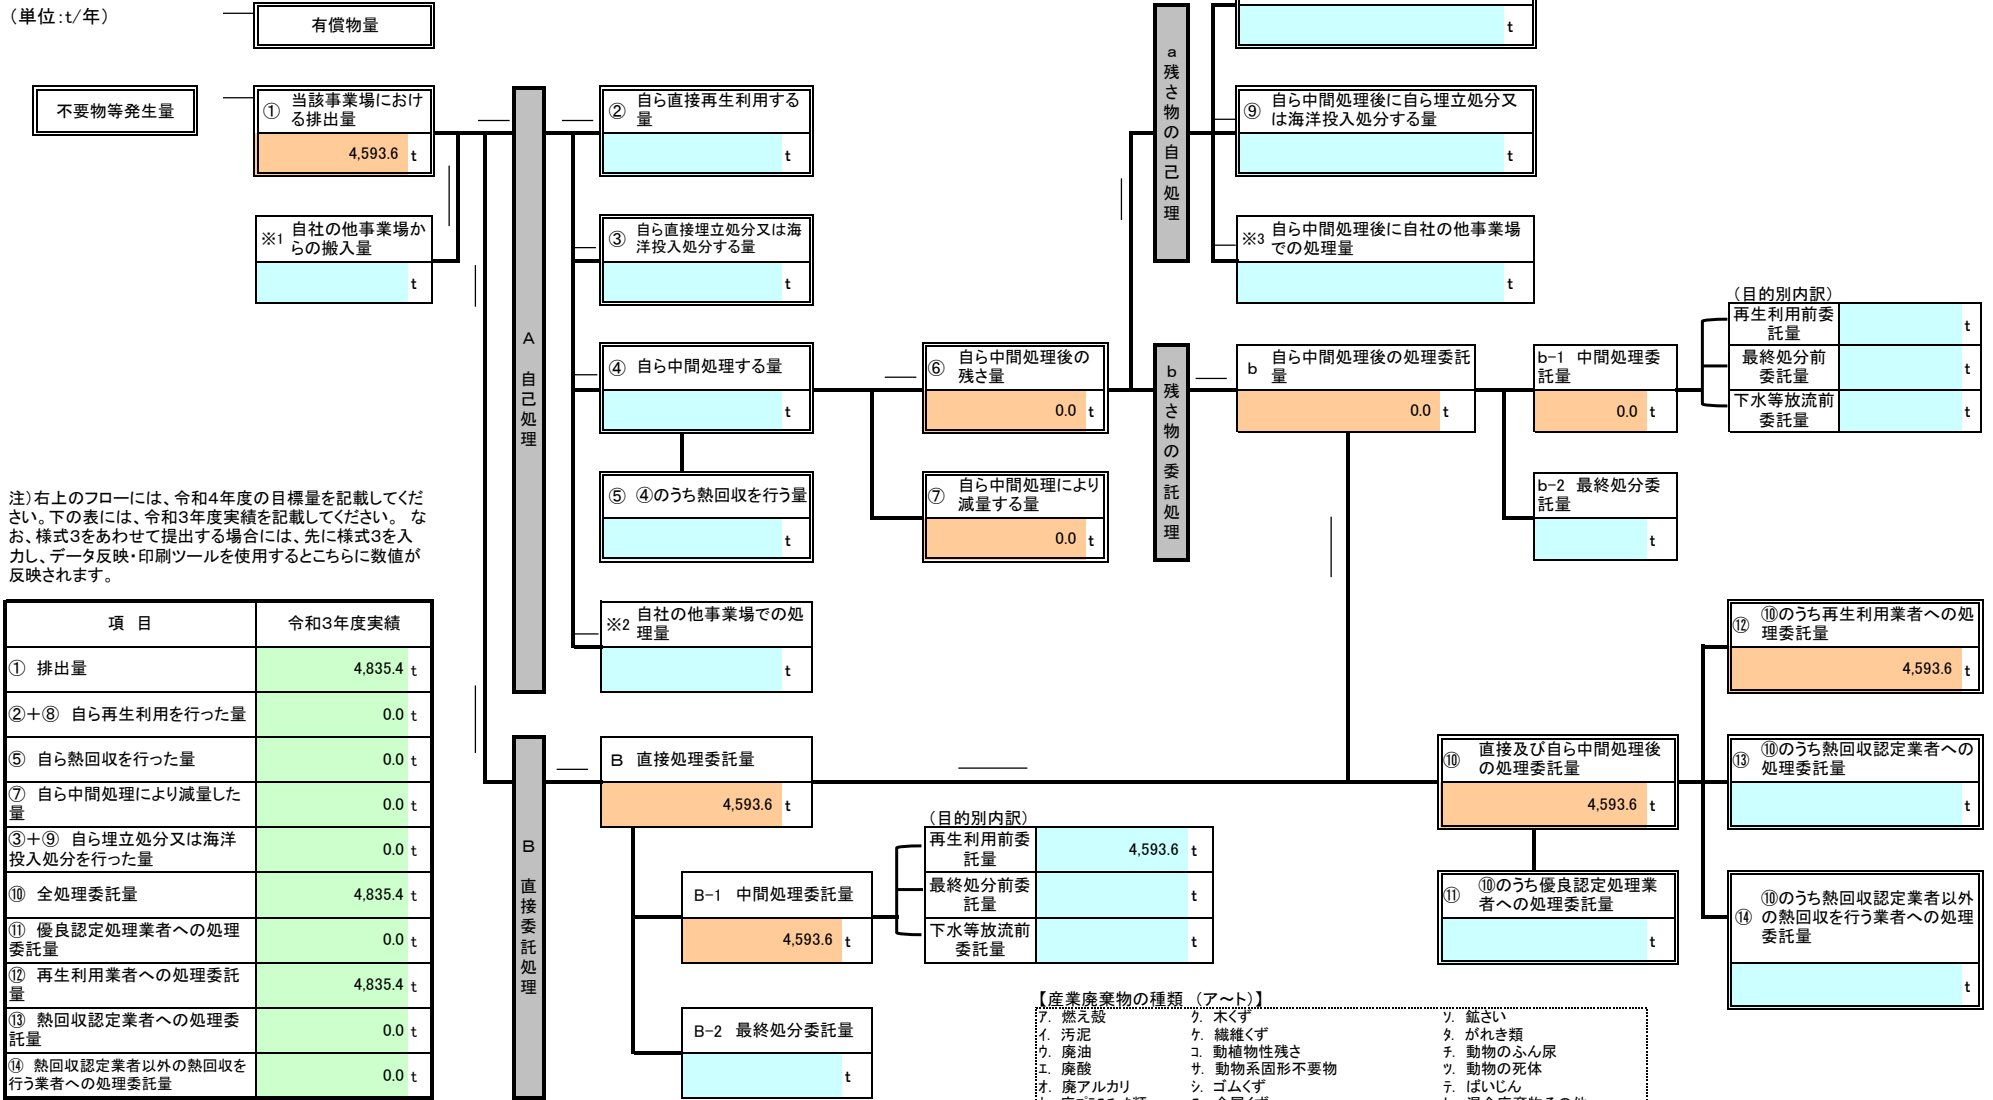 (単位:t/年)
有償物量
t
不要物等発生量
① 当該事業場におけ
る排出量
4,593.6 t
※1 自社の他事業場か
らの搬入量
t
A 自己処理
② 自ら直接再生利用する
量
t
③ 自ら直接埋立処分又は海
洋投入処分する量
t
④ 自ら中間処理する量
t
⑤ ④のうち熱回収を行う量
t
※2 自社の他事業場での処
理量
t
⑥ 自ら中間処理後の
残さ量
0.0 t
⑦ 自ら中間処理により
減量する量
0.0 t
a 残さ物の自己処理
⑨ 自ら中間処理後に自ら埋立処分又
は海洋投入処分する量
t
※3 自ら中間処理後に自社の他事業場
での処理量
t
b 残さ物の委託処理
b 自ら中間処理後の処理委託
量
0.0 t
b-1 中間処理委
託量
0.0 t
b-2 最終処分委
託量
t
(目的別内訳)
再生利用前委
託量
t
最終処分前
委託量
t
下水等放流前
委託量
t
注)右上のフローには、令和4年度の目標量を記載してくだ
さい。下の表には、令和3年度実績を記載してください。 な
お、様式3をあわせて提出する場合には、先に様式3を入
力し、データ反映・印刷ツールを使用するとこちらに数値が
反映されます。
項 目 令和3年度実績
① 排出量 4,835.4 t
②+⑧ 自ら再生利用を行った量 0.0 t
⑤ 自ら熱回収を行った量 0.0 t
⑦ 自ら中間処理により減量した
量 0.0 t
③+⑨ 自ら埋立処分又は海洋
投入処分を行った量 0.0 t
⑩ 全処理委託量 4,835.4 t
⑪ 優良認定処理業者への処理
委託量 0.0 t
⑫ 再生利用業者への処理委託
量 4,835.4 t
⑬ 熱回収認定業者への処理委
託量 0.0 t
⑭ 熱回収認定業者以外の熱回収を
行う業者への処理委託量 0.0 t
B 直接委託処理
B 直接処理委託量
4,593.6 t
B-1 中間処理委託量
4,593.6 t
B-2 最終処分委託量
t
(目的別内訳)
再生利用前委
託量
4,593.6 t
最終処分前委
託量
t
下水等放流前
委託量
t
⑩ 直接及び自ら中間処理後
の処理委託量
4,593.6 t
⑪ ⑩のうち優良認定処理業
者への処理委託量
t
⑫ ⑩のうち再生利用業者への処
理委託量
4,593.6 t
⑬ ⑩のうち熱回収認定業者への
処理委託量
t
⑭ ⑩のうち熱回収認定業者以外
の熱回収を行う業者への処理
委託量
t
【産業廃棄物の種類 (ア~ト)】
ア. 燃え殻 ク. 木くず ソ. 鉱さい
イ. 汚泥 ケ. 繊維くず タ. がれき類
ウ. 廃油 コ. 動植物性残さ チ. 動物のふん尿
エ. 廃酸 サ. 動物系固形不要物 ツ. 動物の死体
オ. 廃アルカリ シ. ゴムくず テ. ばいじん